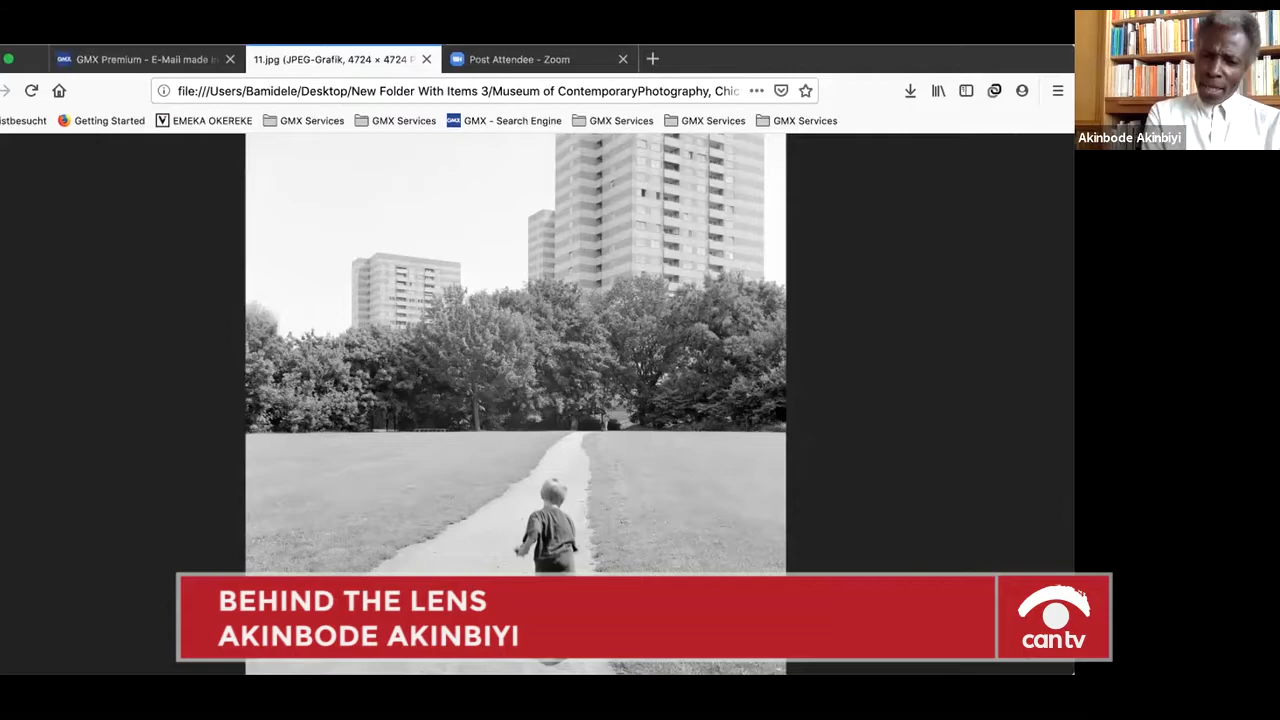 GMX Premium - E-Mail made in
11.jpg (JPEG-Grafik, 4724 × 4724 P
Post Attendee - Zoom
file:///Users/Bamidele/Desktop/New Folder With Items 3/Museum of ContemporaryPhotography, Chic
istbesucht
Getting Started
EMEKA OKEREKE
GMX Services
GMX Services
GMX - Search Engine
GMX Services
GMX Services
GMX Services
Akinbode Akinbiyi
BEHIND THE LENS
AKINBODE AKINBIYI
can tv